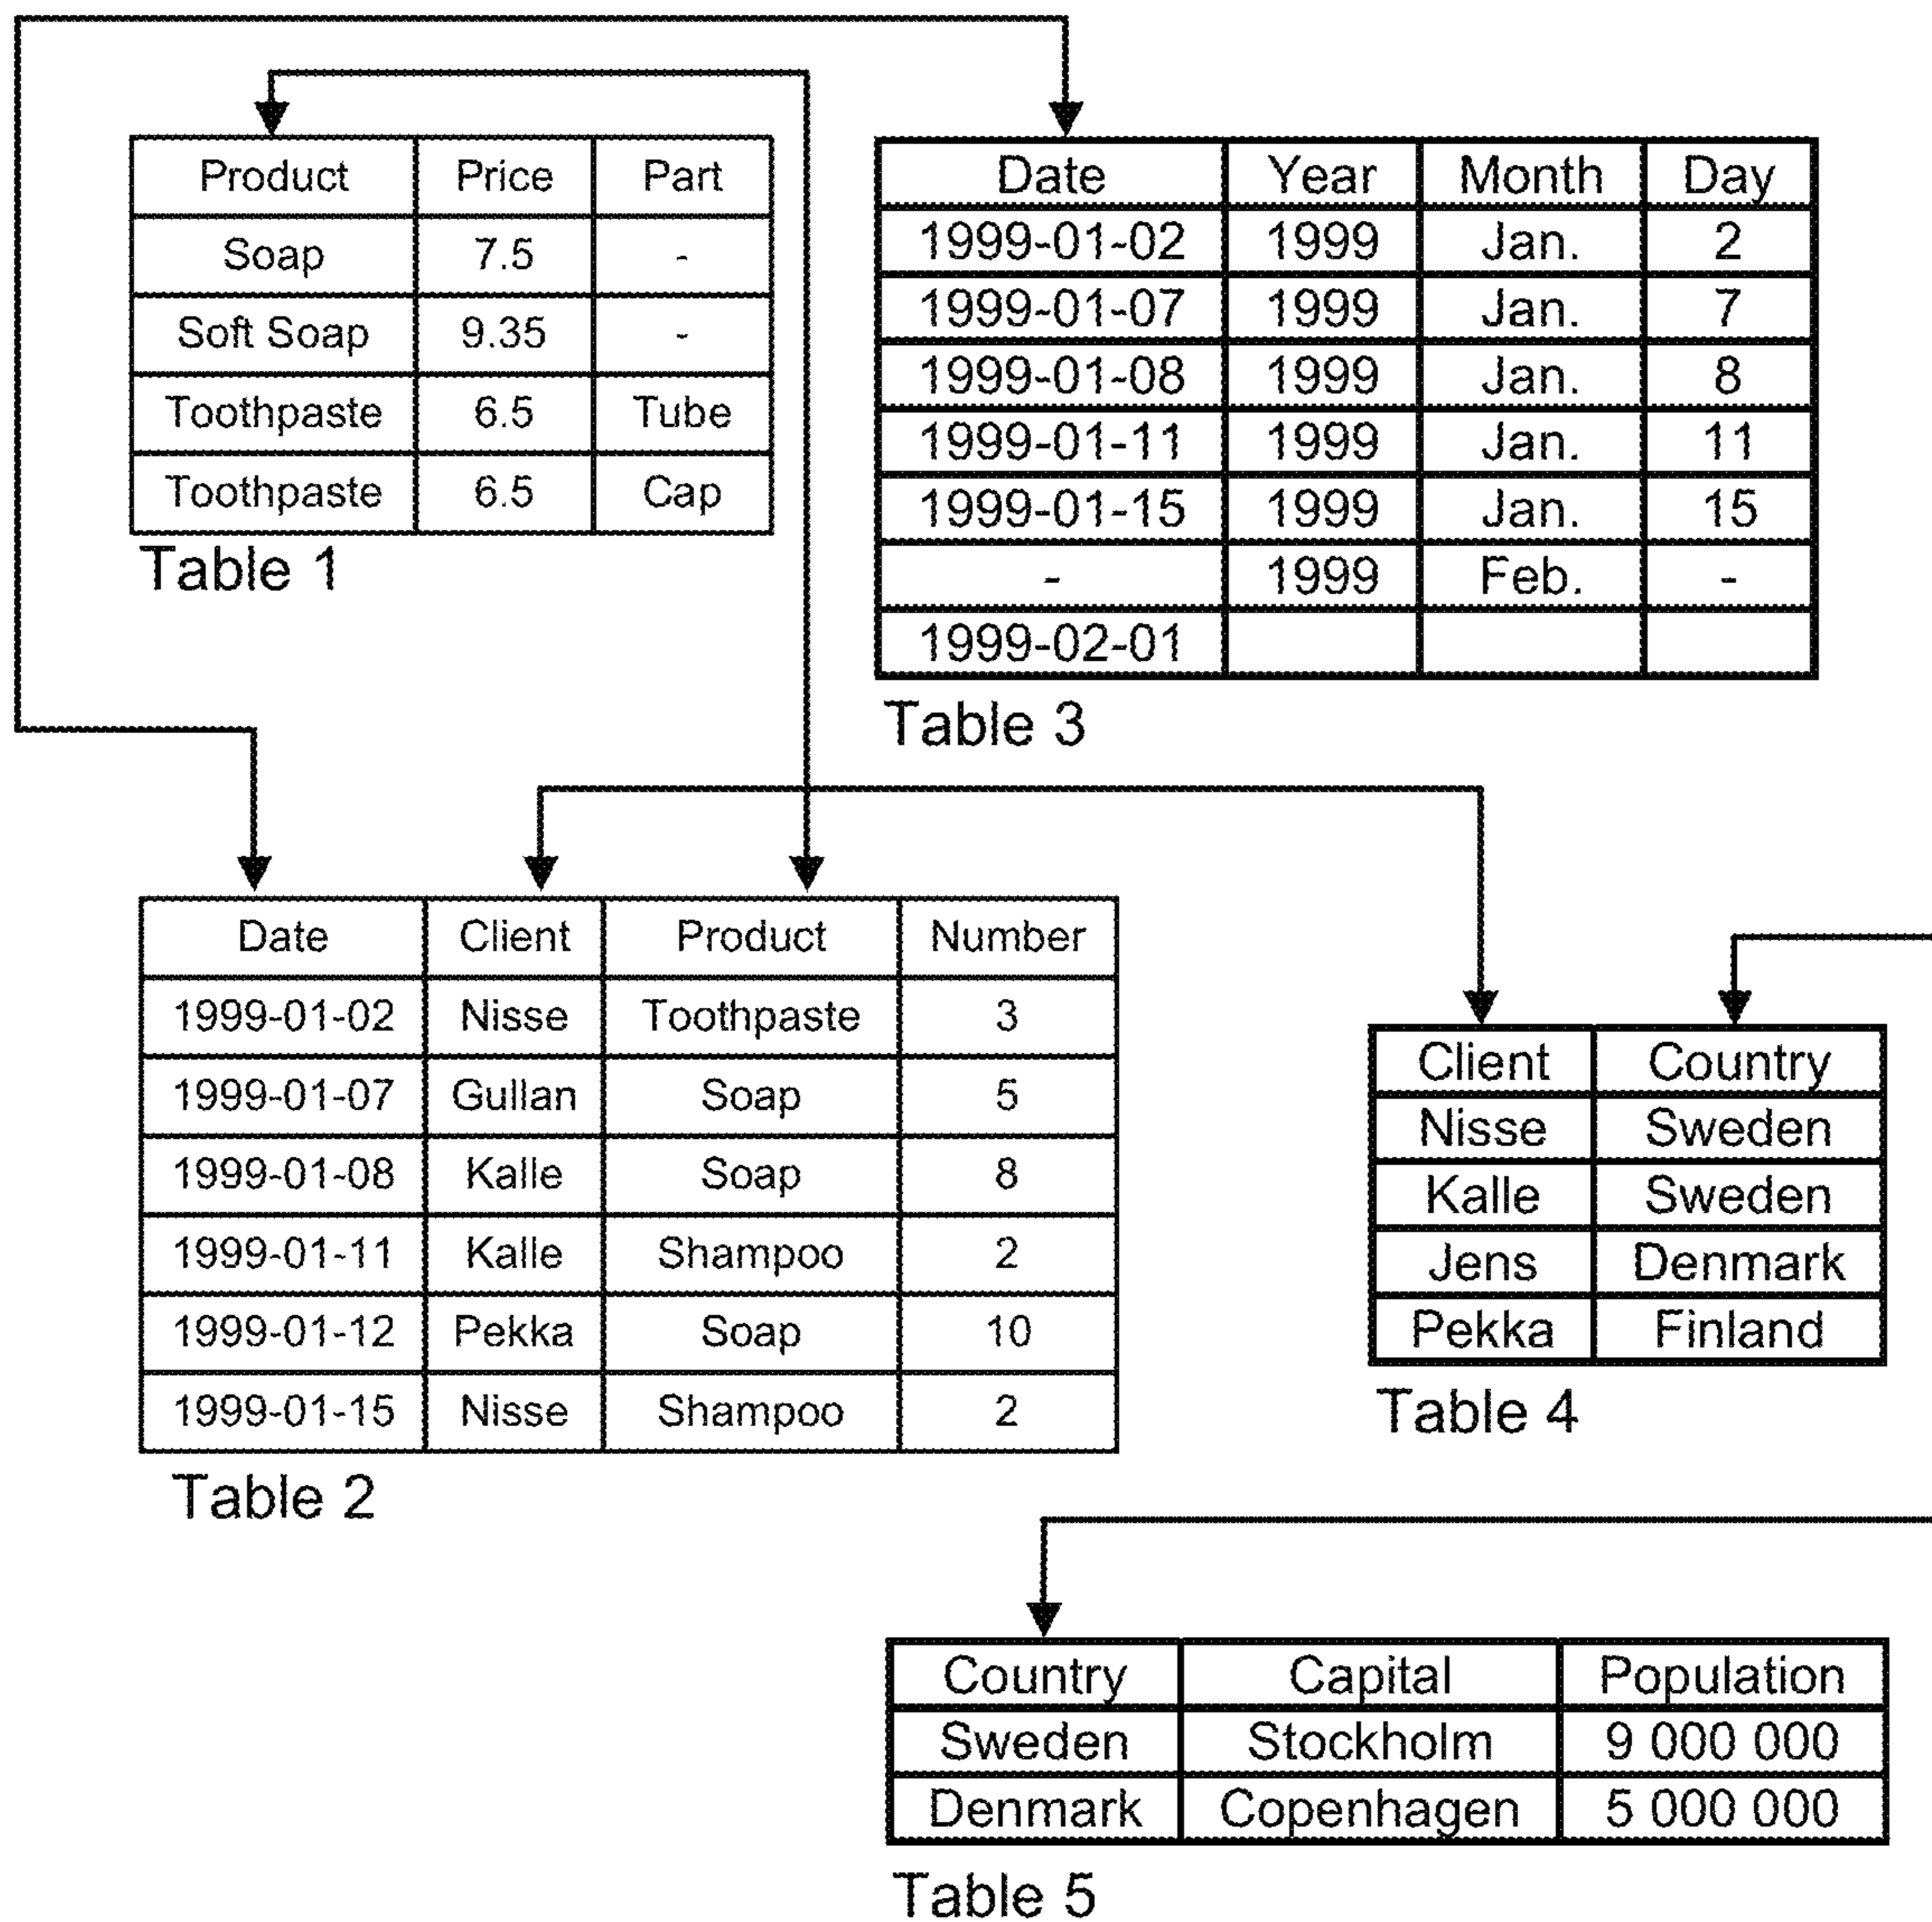 Product Price Part
Soap 7.5 -
Soft Soap 9.35 -
Toothpaste 6.5 Tube
Toothpaste 6.5 Cap
Table 1
Date Year Month Day
1999-01-02 1999 Jan. 2
1999-01-07 1999 Jan. 7
1999-01-08 1999 Jan. 8
1999-01-11 1999 Jan. 11
1999-01-15 1999 Jan. 15
- 1999 Feb. -
1999-02-01
Table 3
Date Client Product Number
1999-01-02 Nisse Toothpaste 3
1999-01-07 Gullan Soap 5
1999-01-08 Kalle Soap 8
1999-01-11 Kalle Shampoo 2
1999-01-12 Pekka Soap 10
1999-01-15 Nisse Shampoo 2
Table 2
Client Country
Nisse Sweden
Kalle Sweden
Jens Denmark
Pekka Finland
Table 4
Country Capital Population
Sweden Stockholm 9 000 000
Denmark Copenhagen 5 000 000
Table 5